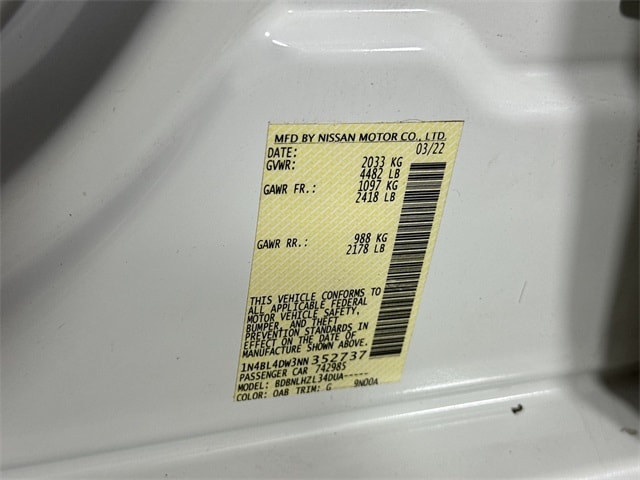 MFD BY NISSAN MOTOR CO., LTD.
DATE: 03/22
GVWR: 2033 KG
4482 LB
GAWR FR.: 1097 KG
2418 LB
GAWR RR.: 988 KG
2178 LB
THIS VEHICLE CONFORMS TO
ALL APPLICABLE FEDERAL
MOTOR VEHICLE SAFETY,
BUMPER, AND THEFT
PREVENTION STANDARDS IN
EFFECT ON THE DATE OF
MANUFACTURE SHOWN ABOVE.
1N4BL4DW3NN352737
PASSENGER CAR 742985
MODEL: BDBNLHZL34DUA-----
COLOR: QAB TRIM: G 9N00A